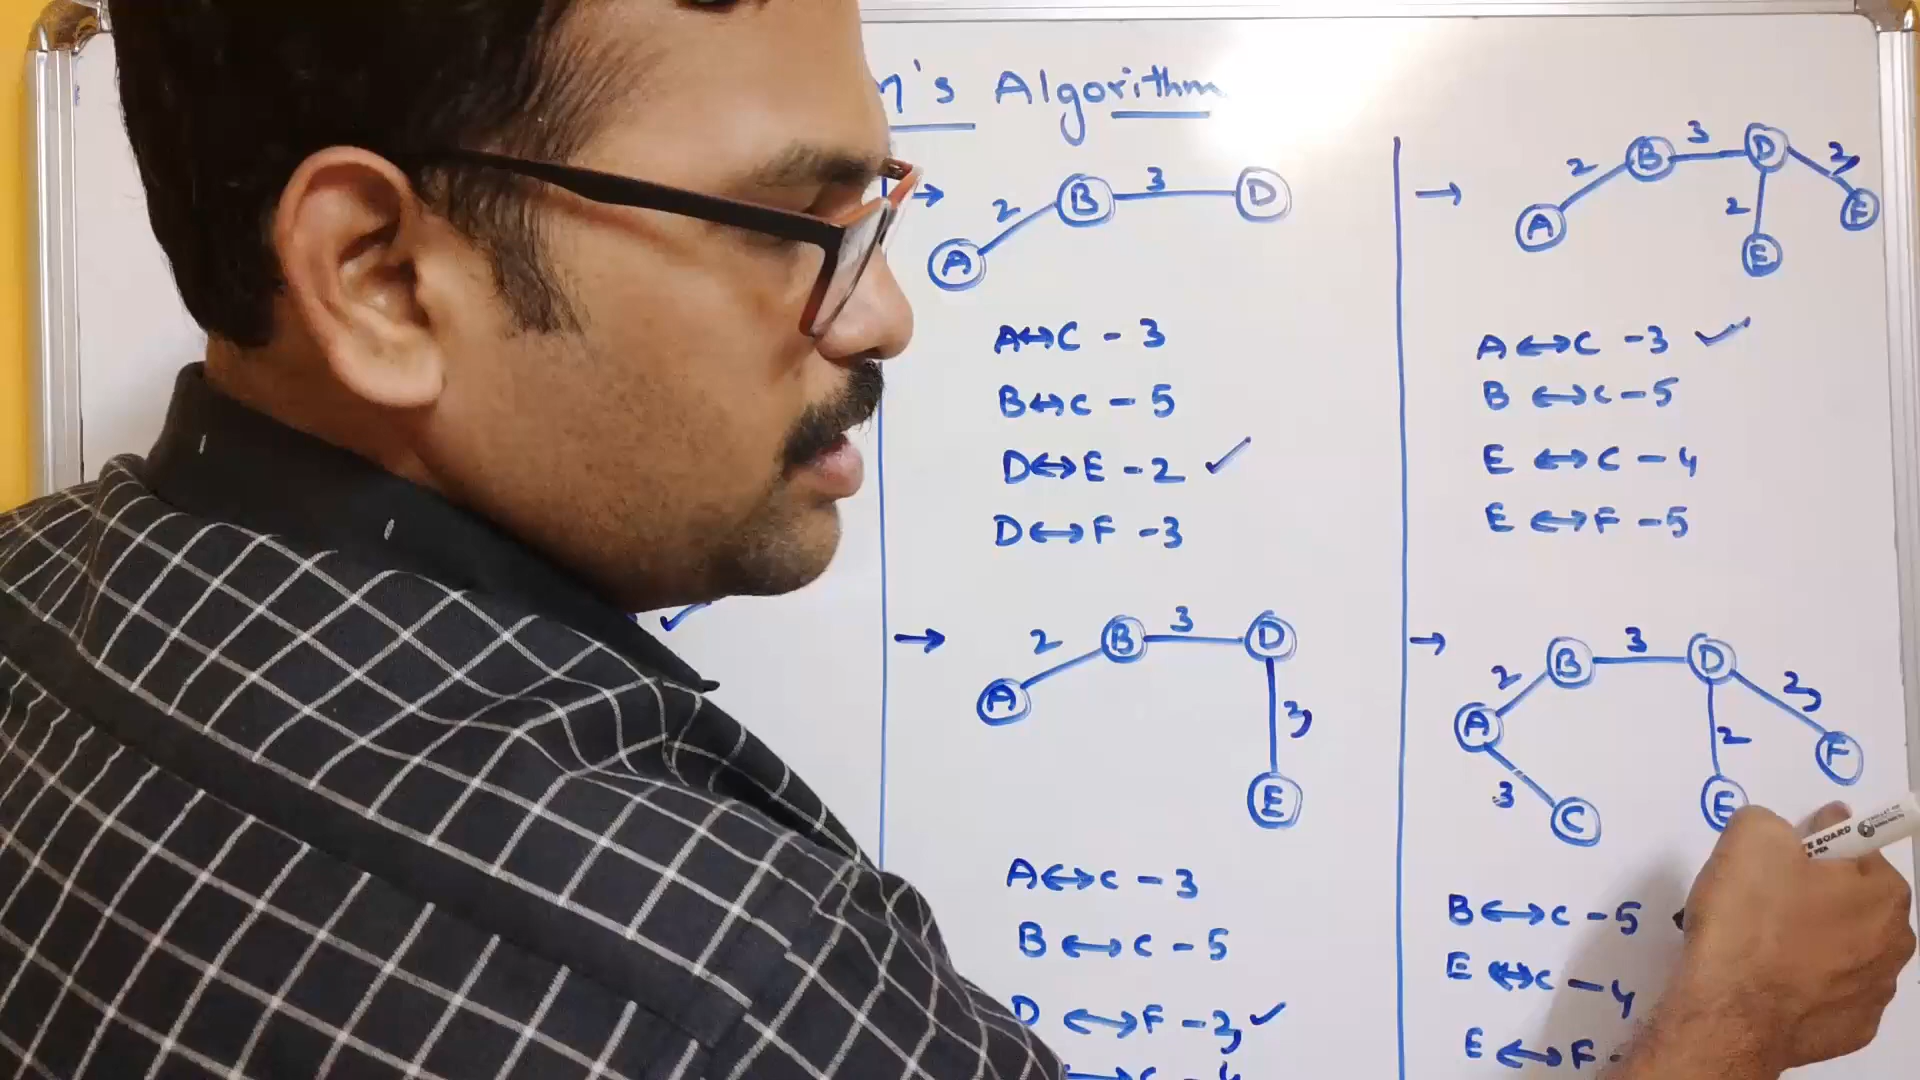 m's Algorithm
2 B 3 D
A
A↔C - 3
B↔C - 5
D↔E - 2 ✓
D↔F - 3
2 B 3 D
A
3
E
A↔C - 3
B↔C - 5
D↔F - 3 ✓
C - 4
2 B 3 D 3
A
2
E
E
A↔C - 3 ✓
B↔C - 5
E↔C - 4
E↔F - 5
2 B 3 D 3
A
2
F
3
C
E
B↔C - 5
E↔C - 4
E↔F -